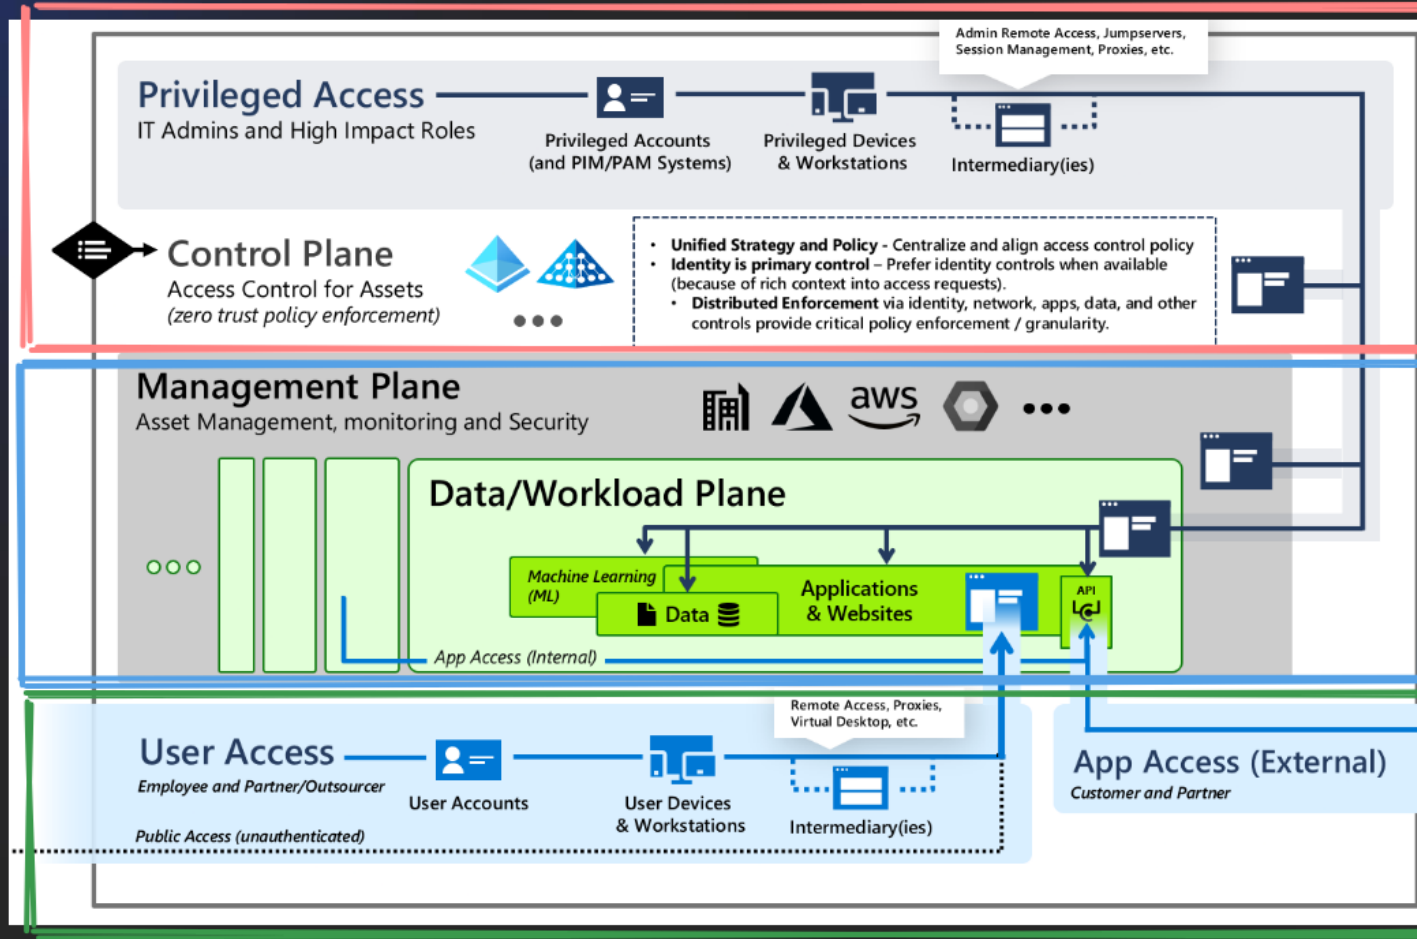 Admin Remote Access, Jumpservers,
Session Management, Proxies, etc.
Privileged Access
IT Admins and High Impact Roles
Privileged Accounts
(and PIM/PAM Systems)
Privileged Devices
& Workstations
Intermediary(ies)
Control Plane
Access Control for Assets
(zero trust policy enforcement)
• Unified Strategy and Policy - Centralize and align access control policy
• Identity is primary control – Prefer identity controls when available
(because of rich context into access requests).
• Distributed Enforcement via identity, network, apps, data, and other
controls provide critical policy enforcement / granularity.
Management Plane
Asset Management, monitoring and Security
aws
Data/Workload Plane
Machine Learning
(ML)
Data
Applications
& Websites
API
App Access (Internal)
Remote Access, Proxies,
Virtual Desktop, etc.
User Access
Employee and Partner/Outsourcer
User Accounts
User Devices
& Workstations
Intermediary(ies)
Public Access (unauthenticated)
App Access (External)
Customer and Partner